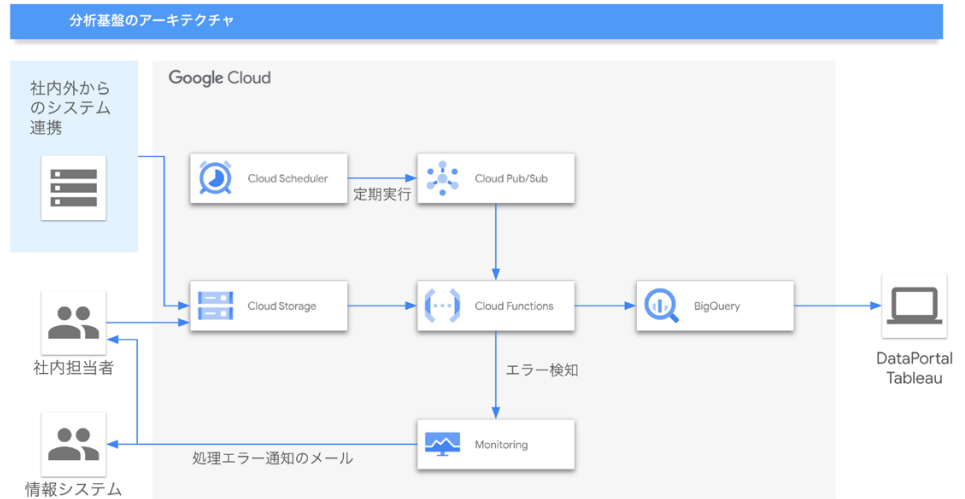 分析基盤のアーキテクチャ
社内外から
のシステム
連携
Google Cloud
Cloud Scheduler
定期実行
Cloud Pub/Sub
Cloud Storage
Cloud Functions
BigQuery
DataPortal
Tableau
社内担当者
エラー検知
Monitoring
処理エラー通知のメール
情報システム